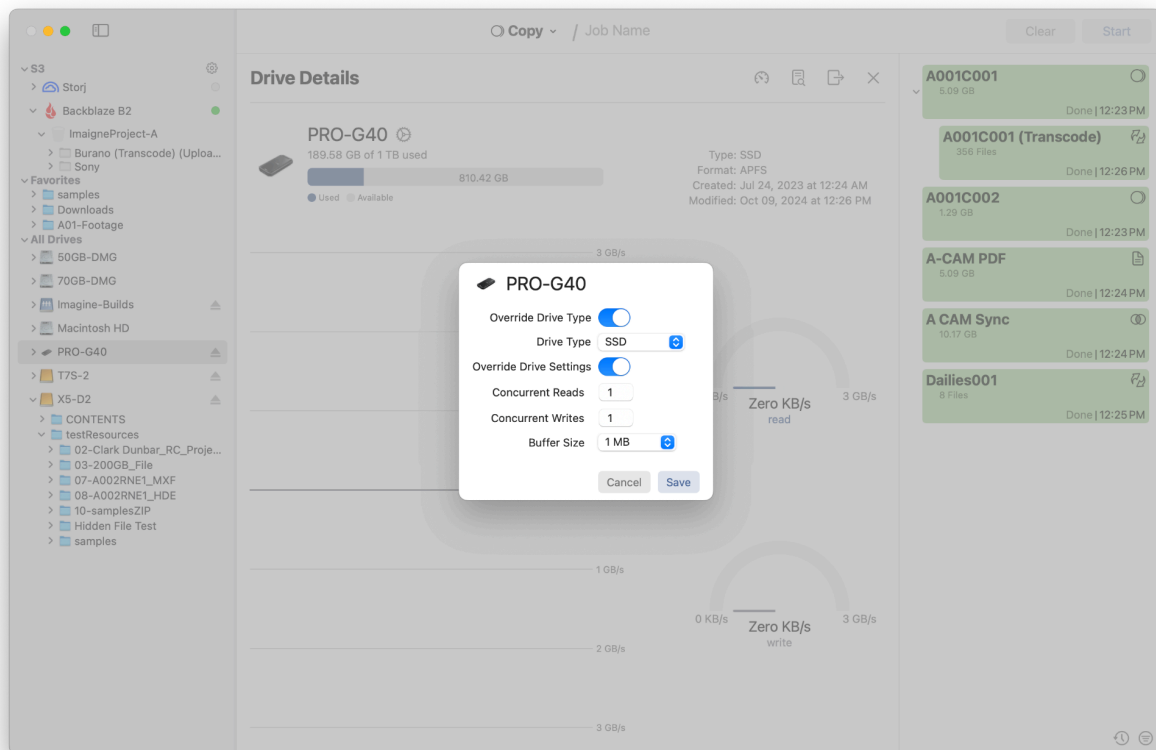 Copy / Job Name
Clear
Start
S3
Storj
Backblaze B2
ImaigneProject-A
Burano (Transcode) (Uploa...
Sony
Favorites
samples
Downloads
A01-Footage
All Drives
50GB-DMG
70GB-DMG
Imagine-Builds
Macintosh HD
PRO-G40
T7S-2
X5-D2
CONTENTS
testResources
02-Clark Dunbar_RC_Proje...
03-200GB_File
07-A002RNE1_MXF
08-A002RNE1_HDE
10-samplesZIP
Hidden File Test
samples
Drive Details
PRO-G40
189.58 GB of 1 TB used
810.42 GB
Used Available
Type: SSD
Format: APFS
Created: Jul 24, 2023 at 12:24 AM
Modified: Oct 09, 2024 at 12:26 PM
3 GB/s
B/s
Zero KB/s
3 GB/s
read
1 GB/s
0 KB/s
Zero KB/s
3 GB/s
write
2 GB/s
3 GB/s
PRO-G40
Override Drive Type
Drive Type SSD
Override Drive Settings
Concurrent Reads 1
Concurrent Writes 1
Buffer Size 1 MB
Cancel Save
A001C001
5.09 GB
Done | 12:23 PM
A001C001 (Transcode)
356 Files
Done | 12:26 PM
A001C002
1.29 GB
Done | 12:23 PM
A-CAM PDF
5.09 GB
Done | 12:24 PM
A CAM Sync
10.17 GB
Done | 12:24 PM
Dailies001
8 Files
Done | 12:25 PM